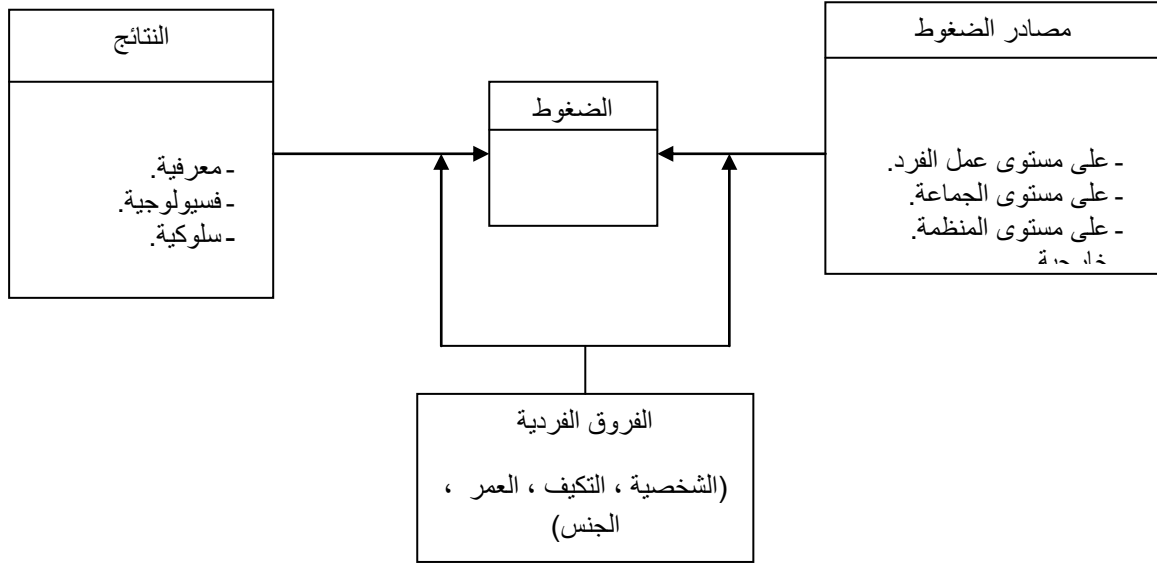 مصادر الضغوط
- على مستوى عمل الفرد.
- على مستوى الجماعة.
- على مستوى المنظمة.
خارجية
الضغوط
النتائج
- معرفية.
- فسيولوجية.
- سلوكية.
الفروق الفردية
(الشخصية ، التكيف ، العمر ،
الجنس)